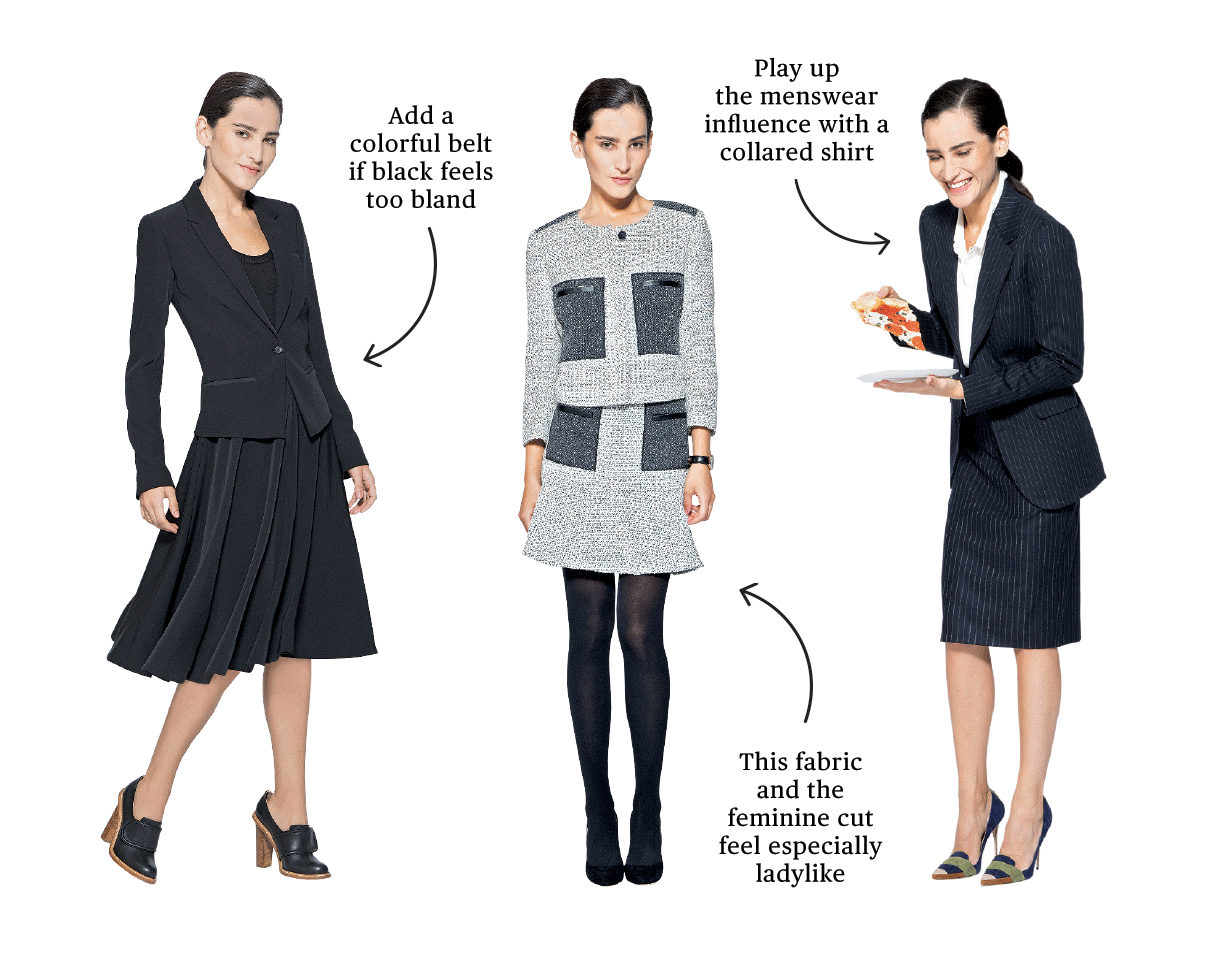 Add a
colorful belt
if black feels
too bland
Play up
the menswear
influence with a
collared shirt
This fabric
and the
feminine cut
feel especially
ladylike